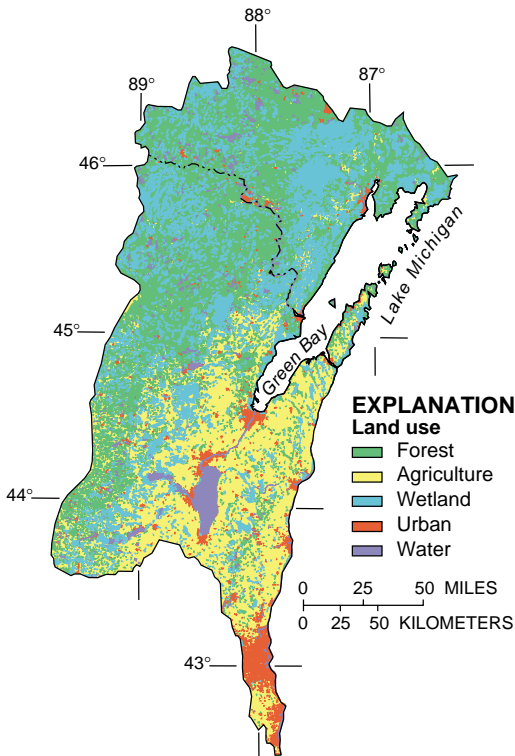 88°
89°
87°
46°
Lake Michigan
45°
Green Bay
EXPLANATION
Land use
Forest
Agriculture
Wetland
Urban
Water
44°
0 25 50 MILES
0 25 50 KILOMETERS
43°